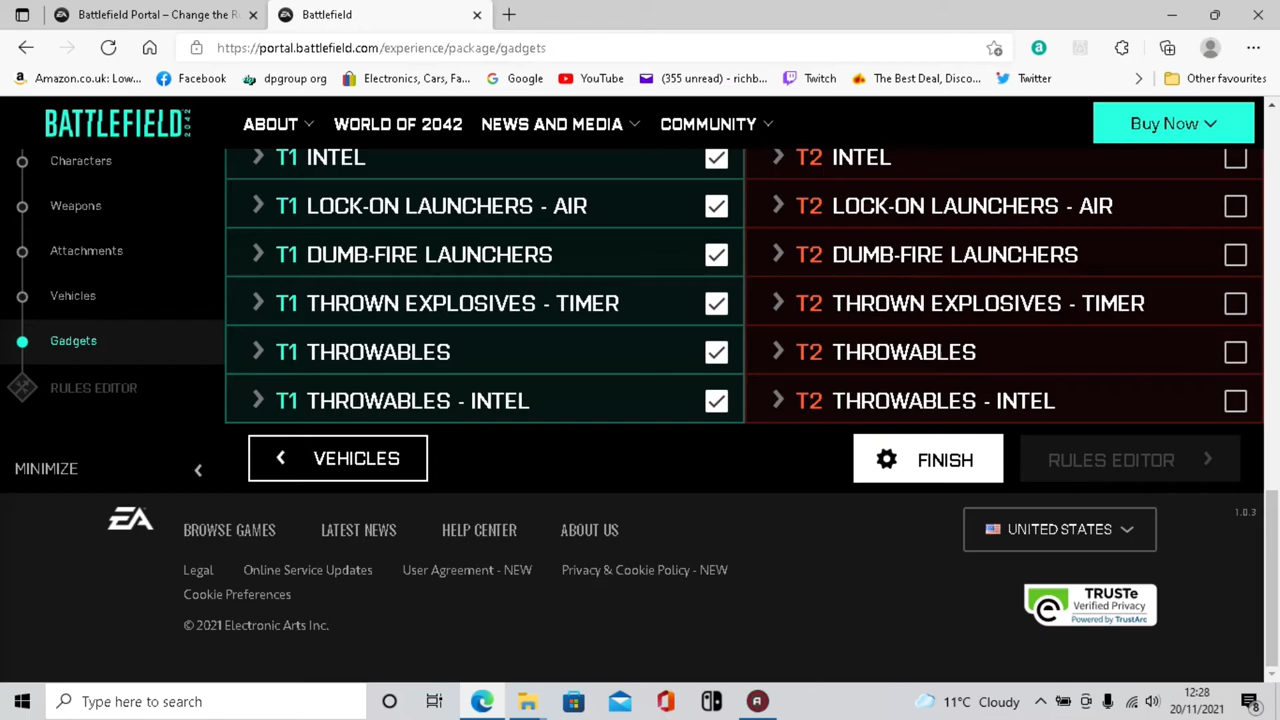 Battlefield Portal – Change the Ru
Battlefield
https://portal.battlefield.com/experience/package/gadgets
Amazon.co.uk: Low...
Facebook
dpgroup org
Electronics, Cars, Fa...
Google
YouTube
(355 unread) - richb...
Twitch
The Best Deal, Disco...
Twitter
Other favourites
BATTLEFIELD 2042
ABOUT
WORLD OF 2042
NEWS AND MEDIA
COMMUNITY
Buy Now
Characters
Weapons
Attachments
Vehicles
Gadgets
RULES EDITOR
MINIMIZE
T1 INTEL
T2 INTEL
T1 LOCK-ON LAUNCHERS - AIR
T2 LOCK-ON LAUNCHERS - AIR
T1 DUMB-FIRE LAUNCHERS
T2 DUMB-FIRE LAUNCHERS
T1 THROWN EXPLOSIVES - TIMER
T2 THROWN EXPLOSIVES - TIMER
T1 THROWABLES
T2 THROWABLES
T1 THROWABLES - INTEL
T2 THROWABLES - INTEL
VEHICLES
FINISH
RULES EDITOR
EA
BROWSE GAMES
LATEST NEWS
HELP CENTER
ABOUT US
UNITED STATES
1.0.3
Legal
Online Service Updates
User Agreement - NEW
Privacy & Cookie Policy - NEW
Cookie Preferences
© 2021 Electronic Arts Inc.
TRUSTe
Verified Privacy
Powered by TrustArc
Type here to search
11°C Cloudy
12:28
20/11/2021
8